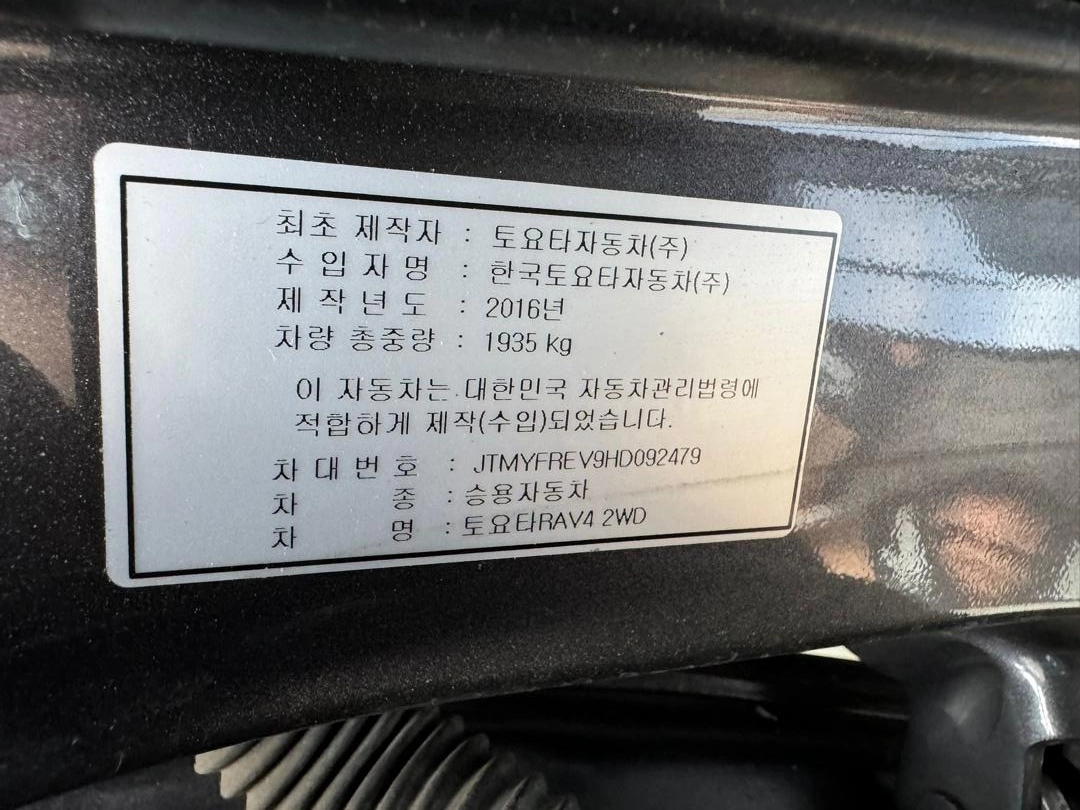 최초 제작자 : 토요타자동차(주)
수 입 자 명 : 한국토요타자동차(주)
제 작 년 도 : 2016년
차량 총중량 : 1935 kg
이 자동차는 대한민국 자동차관리법령에
적합하게 제작(수입)되었습니다.
차 대 번 호 : JTMYFREV9HD092479
차 종 : 승용자동차
차 명 : 토요타RAV4 2WD